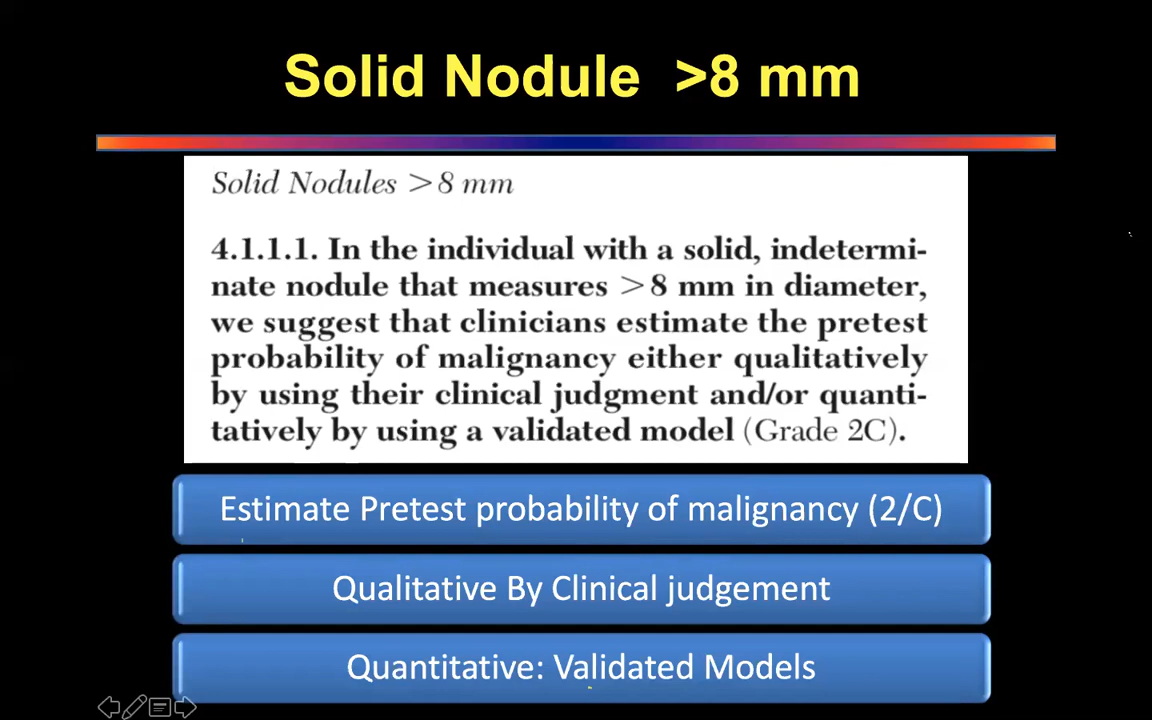 Solid Nodule >8 mm
Solid Nodules >8 mm
4.1.1.1. In the individual with a solid, indetermi-
nate nodule that measures >8 mm in diameter,
we suggest that clinicians estimate the pretest
probability of malignancy either qualitatively
by using their clinical judgment and/or quanti-
tatively by using a validated model (Grade 2C).
Estimate Pretest probability of malignancy (2/C)
Qualitative By Clinical judgement
Quantitative: Validated Models